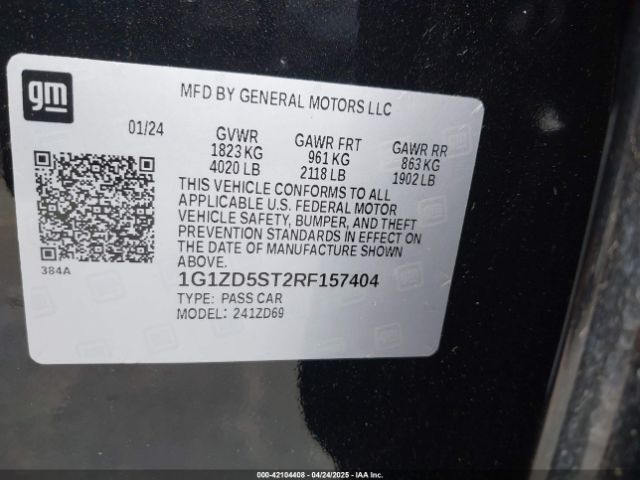 gm
MFD BY GENERAL MOTORS LLC
01/24
GVWR
1823 KG
4020 LB
GAWR FRT
961 KG
2118 LB
GAWR RR
863 KG
1902 LB
THIS VEHICLE CONFORMS TO ALL
APPLICABLE U.S. FEDERAL MOTOR
VEHICLE SAFETY, BUMPER, AND THEFT
PREVENTION STANDARDS IN EFFECT ON
THE DATE OF MANUFACTURE SHOWN
ABOVE.
384A
1G1ZD5ST2RF157404
TYPE: PASS CAR
MODEL: 241ZD69
00-42104408 - 04/24/2025 - IAAI Inc.